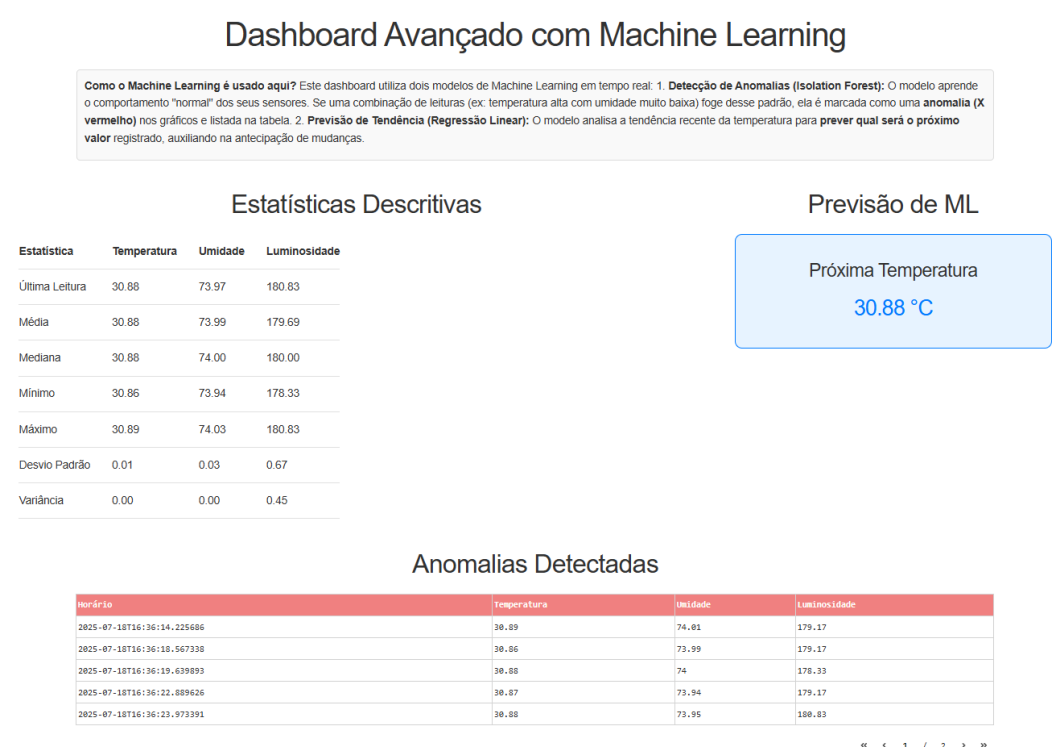 Dashboard Avançado com Machine Learning
Como o Machine Learning é usado aqui? Este dashboard utiliza dois modelos de Machine Learning em tempo real: 1. Detecção de Anomalias (Isolation Forest): O modelo aprende
o comportamento "normal" dos seus sensores. Se uma combinação de leituras (ex: temperatura alta com umidade muito baixa) foge desse padrão, ela é marcada como uma anomalia (X
vermelho) nos gráficos e listada na tabela. 2. Previsão de Tendência (Regressão Linear): O modelo analisa a tendência recente da temperatura para prever qual será o próximo
valor registrado, auxiliando na antecipação de mudanças.
Estatísticas Descritivas
Estatística Temperatura Umidade Luminosidade
Última Leitura 30.88 73.97 180.83
Média 30.88 73.99 179.69
Mediana 30.88 74.00 180.00
Mínimo 30.86 73.94 178.33
Máximo 30.89 74.03 180.83
Desvio Padrão 0.01 0.03 0.67
Variância 0.00 0.00 0.45
Previsão de ML
Próxima Temperatura
30.88 °C
Anomalias Detectadas
Horário Temperatura Umidade Luminosidade
2025-07-18T16:36:14.225686 30.89 74.01 179.17
2025-07-18T16:36:18.567338 30.86 73.99 179.17
2025-07-18T16:36:19.639893 30.88 74 178.33
2025-07-18T16:36:22.889626 30.87 73.94 179.17
2025-07-18T16:36:23.973391 30.88 73.95 180.83
« ‹ 1 / 2 › »